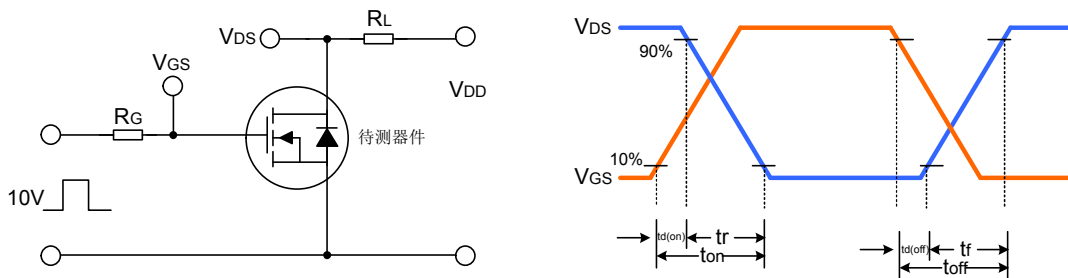 VDS
RL
VGS
VDD
RG
待测器件
10V
VDS
90%
10%
VGS
td(on)
tr
ton
td(off)
tf
toff